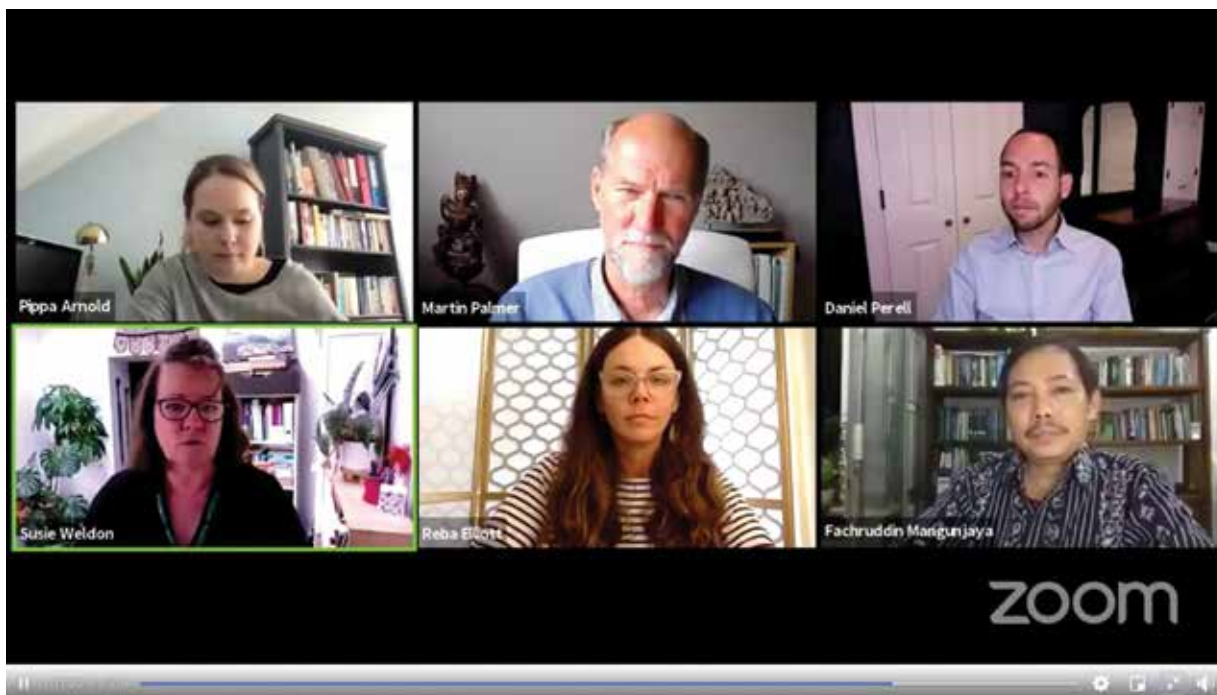 Pippa Arnold
Martin Palmer
Daniel Perell
Susie Weldon
Reba Elliott
Fachruddin Mangunjaya
zoom